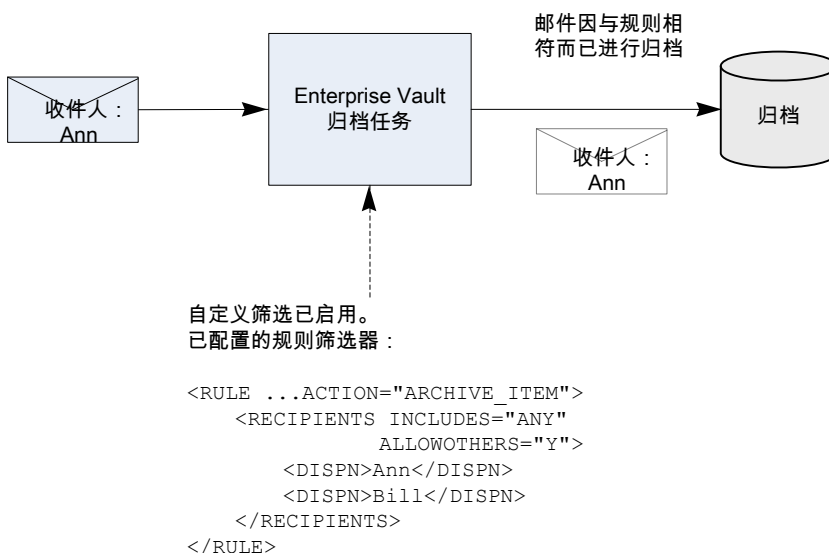 邮件因与规则相
符而已进行归档
收件人：
Ann
Enterprise Vault
归档任务
归档
收件人：
Ann
自定义筛选已启用。
已配置的规则筛选器：
<RULE ...ACTION="ARCHIVE_ITEM">
<RECIPIENTS INCLUDES="ANY"
ALLOWOTHERS="Y">
<DISPN>Ann</DISPN>
<DISPN>Bill</DISPN>
</RECIPIENTS>
</RULE>